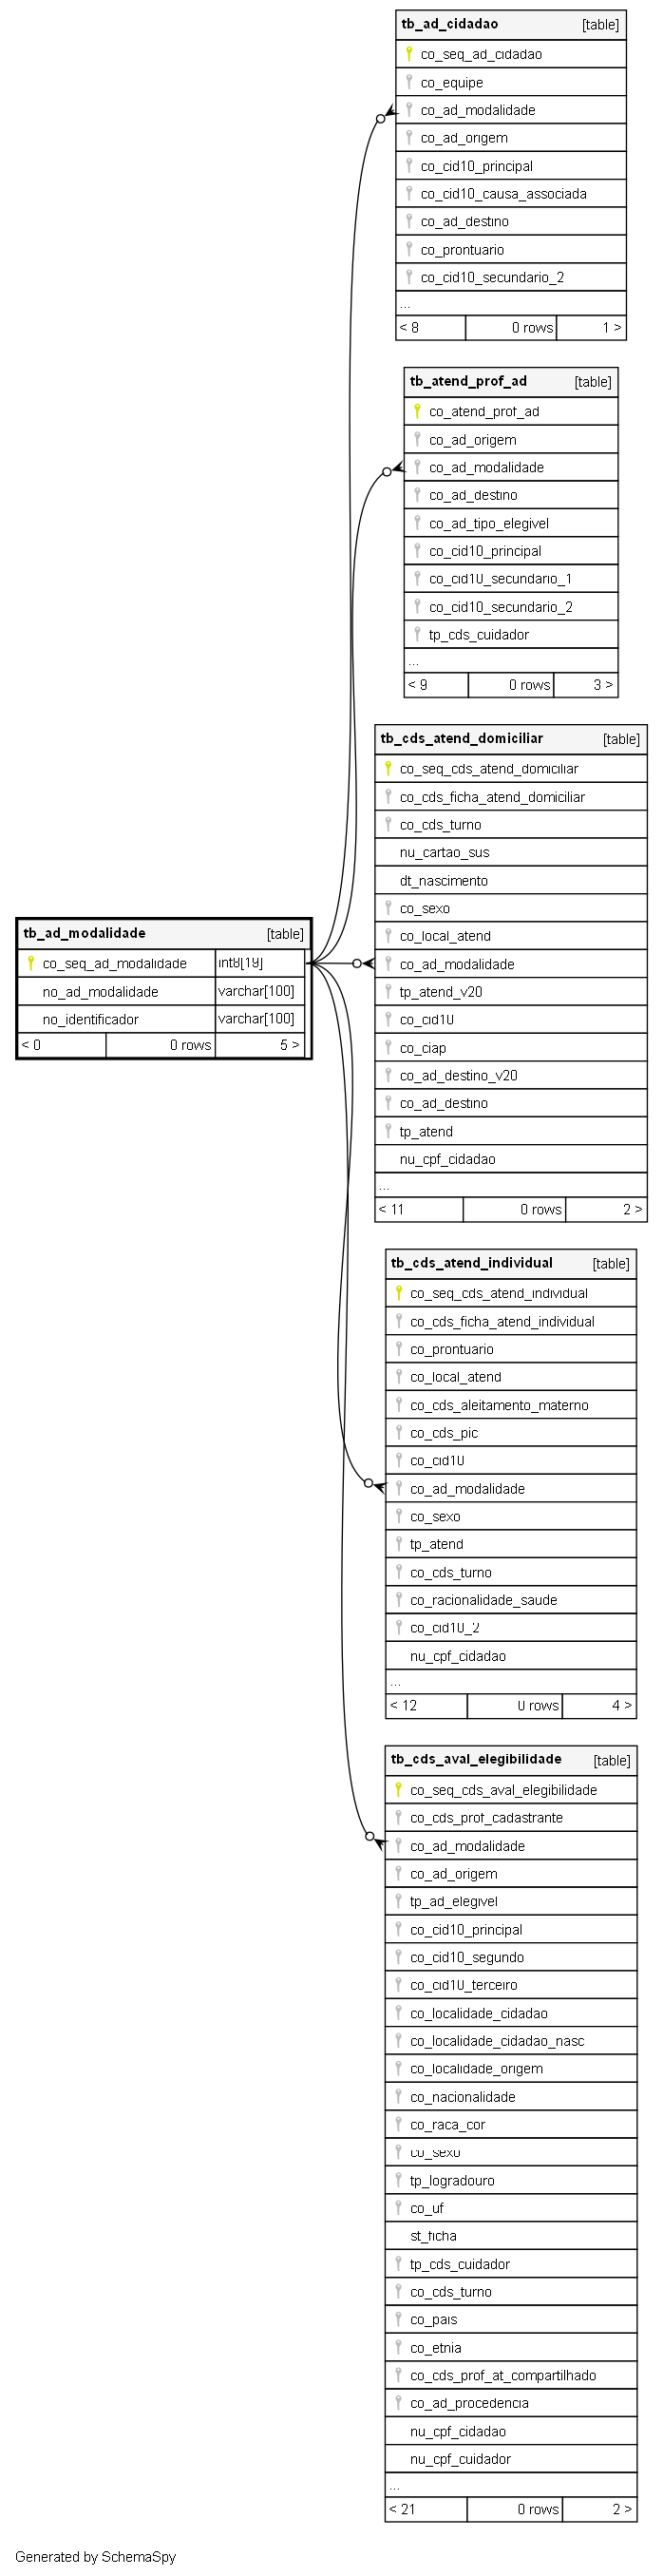 tb_ad_cidadao [table]
co_seq_ad_cidadao
co_equipe
co_ad_modalidade
co_ad_origem
co_cid10_principal
co_cid10_causa_associada
co_ad_destino
co_prontuario
co_cid10_secundario_2
...
< 8 0 rows 1 >
tb_atend_prof_ad [table]
co_atend_prof_ad
co_ad_origem
co_ad_modalidade
co_ad_destino
co_ad_tipo_elegivel
co_cid10_principal
co_cid10_secundario_1
co_cid10_secundario_2
tp_cds_cuidador
...
< 9 0 rows 3 >
tb_cds_atend_domiciliar [table]
co_seq_cds_atend_domiciliar
co_cds_ficha_atend_domiciliar
co_cds_turno
nu_cartao_sus
dt_nascimento
co_sexo
co_local_atend
co_ad_modalidade
tp_atend_v20
co_cid10
co_ciap
co_ad_destino_v20
co_ad_destino
tp_atend
nu_cpf_cidadao
...
< 11 0 rows 2 >
tb_ad_modalidade [table]
co_seq_ad_modalidade int8[19]
no_ad_modalidade varchar[100]
no_identificador varchar[100]
< 0 0 rows 5 >
tb_cds_atend_individual [table]
co_seq_cds_atend_individual
co_cds_ficha_atend_individual
co_prontuario
co_local_atend
co_cds_aleitamento_materno
co_cds_pic
co_cid10
co_ad_modalidade
co_sexo
tp_atend
co_cds_turno
co_racionalidade_saude
co_cid10_2
nu_cpf_cidadao
...
< 12 0 rows 4 >
tb_cds_aval_elegibilidade [table]
co_seq_cds_aval_elegibilidade
co_cds_prof_cadastrante
co_ad_modalidade
co_ad_origem
tp_ad_elegivel
co_cid10_principal
co_cid10_segundo
co_cid10_terceiro
co_localidade_cidadao
co_localidade_cidadao_nasc
co_localidade_origem
co_nacionalidade
co_raca_cor
co_sexo
tp_logradouro
co_uf
st_ficha
tp_cds_cuidador
co_cds_turno
co_pais
co_etnia
co_cds_prof_at_compartilhado
co_ad_procedencia
nu_cpf_cidadao
nu_cpf_cuidador
...
< 21 0 rows 2 >
Generated by SchemaSpy